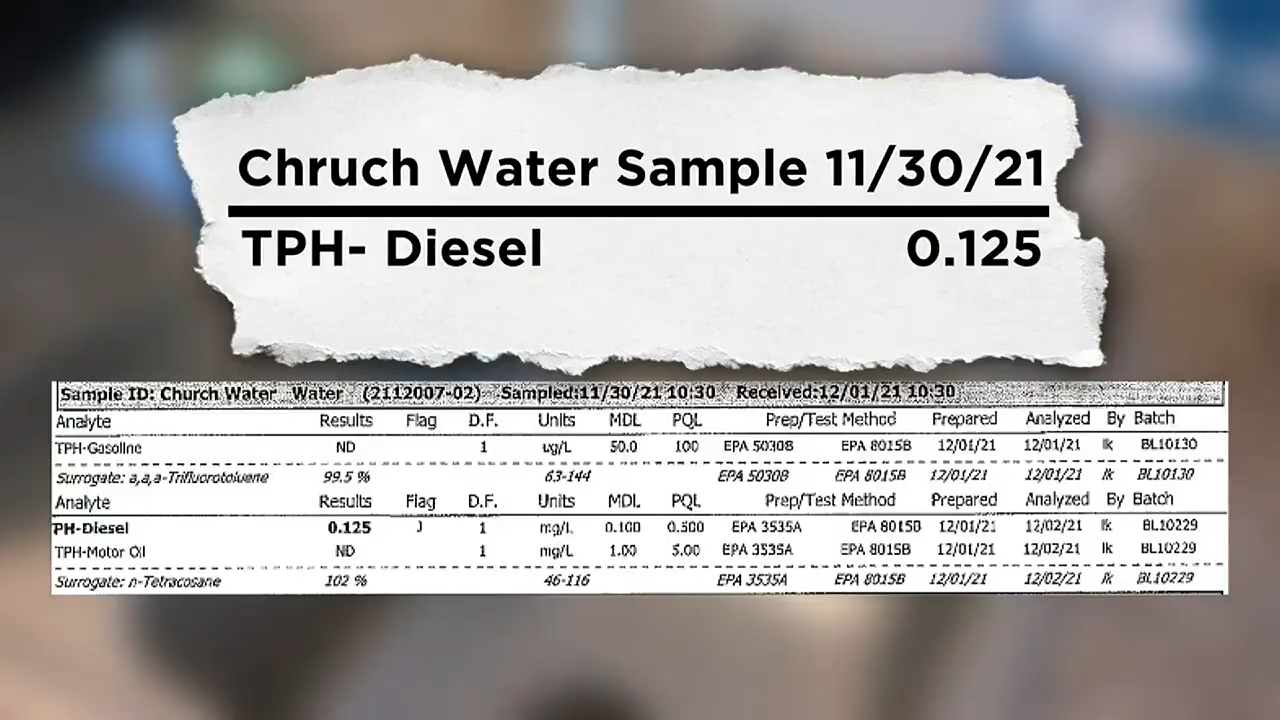 Chruch Water Sample 11/30/21
TPH- Diesel 0.125
Sample ID: Church Water Water (2112007-02) Sampled:11/30/21 10:30 Received:12/01/21 10:30
Analyte Results Flag D.F. Units MDL PQL Prep/Test Method Prepared Analyzed By Batch
TPH-Gasoline ND 1 ug/L 50.0 100 EPA 5030B EPA 8015B 12/01/21 12/01/21 lk BL10130
Surrogate: a,a,a-Trifluorotoluene 99.5 % 63-144 EPA 5030B EPA 8015B 12/01/21 12/01/21 lk BL10130
Analyte Results Flag D.F. Units MDL PQL Prep/Test Method Prepared Analyzed By Batch
PH-Diesel 0.125 J 1 mg/L 0.100 0.500 EPA 3535A EPA 8015B 12/01/21 12/02/21 lk BL10229
TPH-Motor Oil ND 1 mg/L 1.00 5.00 EPA 3535A EPA 8015B 12/01/21 12/02/21 lk BL10229
Surrogate: n-Tetracosane 102 % 46-116 EPA 3535A EPA 8015B 12/01/21 12/02/21 lk BL10229